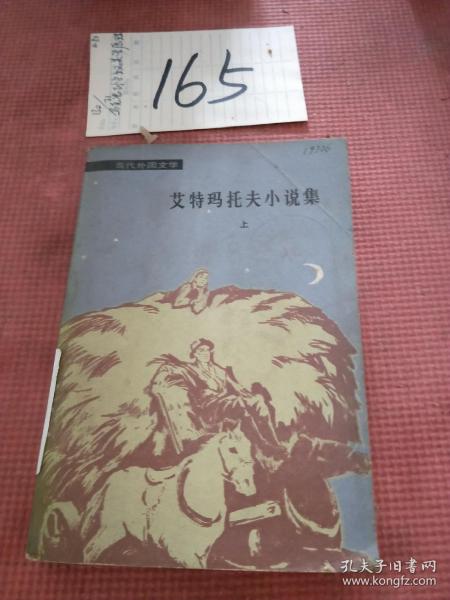 165
19306
当代外国文学
艾特玛托夫小说集
上
孔夫子旧书网
www.kongfz.com